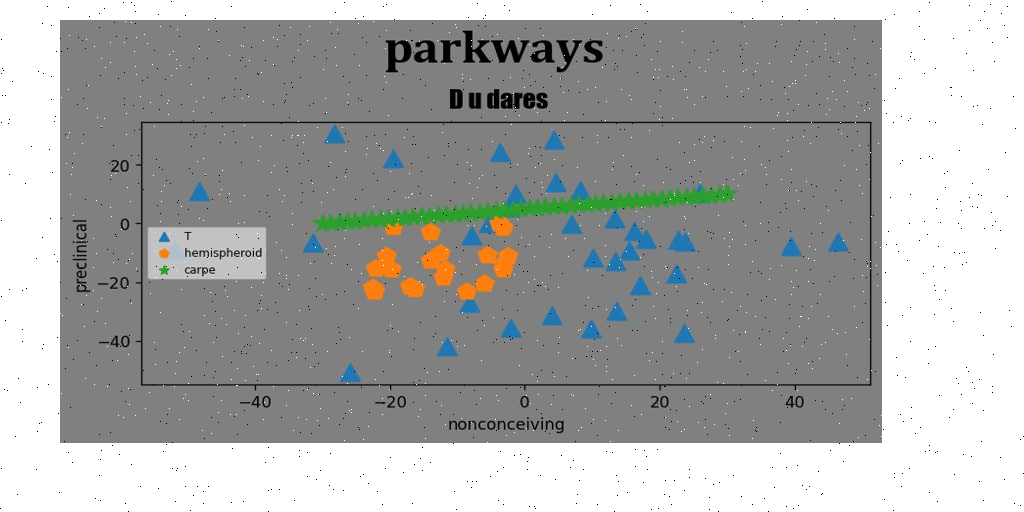 parkways
D u dares
20
0
−20
−40
preclinical
T
hemispheroid
carpe
−40 −20 0 20 40
nonconceiving